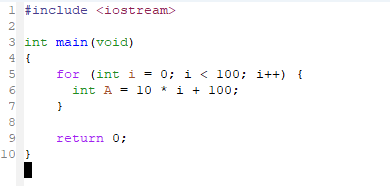 1 #include <iostream>
2
3 int main(void)
4 {
5     for (int i = 0; i < 100; i++) {
6       int A = 10 * i + 100;
7     }
8
9     return 0;
10 }